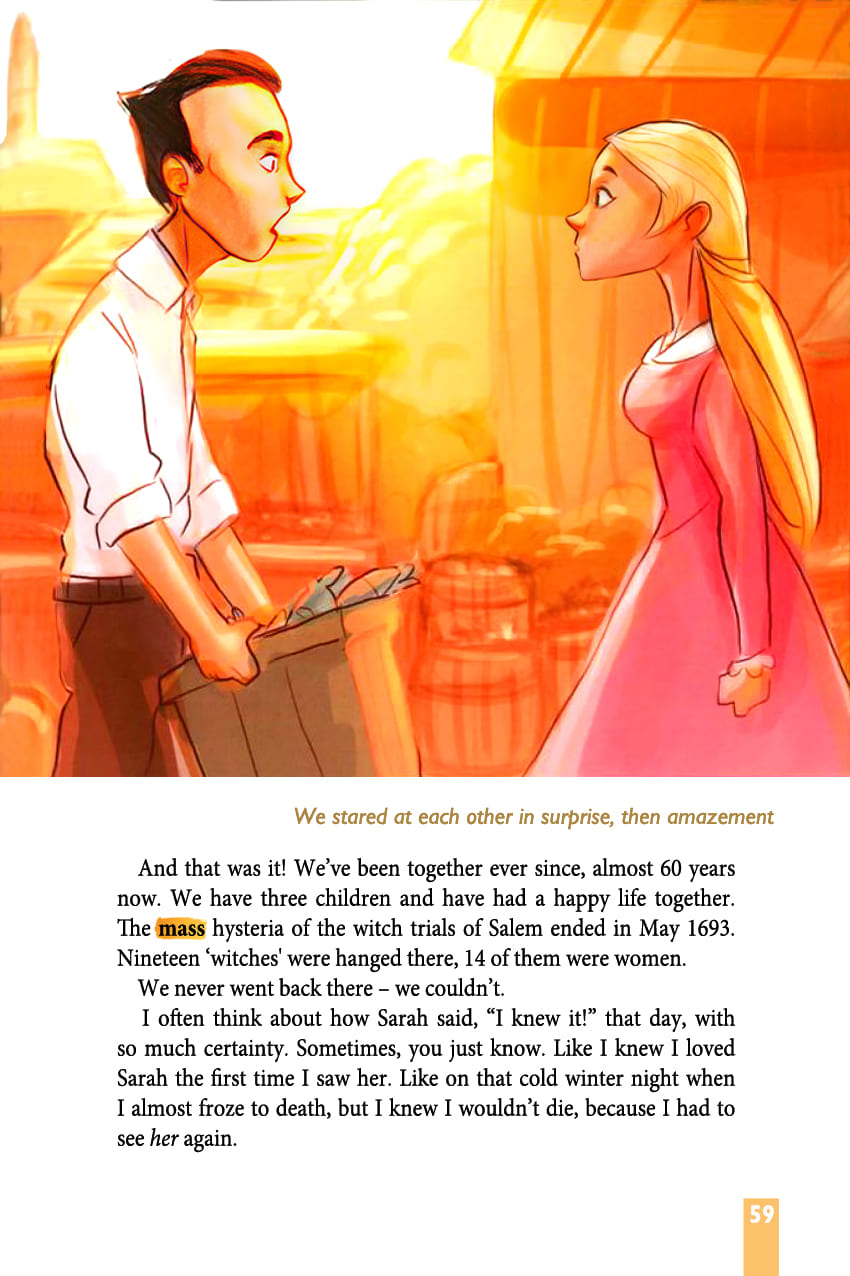 We stared at each other in surprise, then amazement
And that was it! We’ve been together ever since, almost 60 years
now. We have three children and have had a happy life together.
The mass hysteria of the witch trials of Salem ended in May 1693.
Nineteen ‘witches' were hanged there, 14 of them were women.
We never went back there – we couldn’t.
I often think about how Sarah said, “I knew it!” that day, with
so much certainty. Sometimes, you just know. Like I knew I loved
Sarah the first time I saw her. Like on that cold winter night when
I almost froze to death, but I knew I wouldn’t die, because I had to
see her again.
59